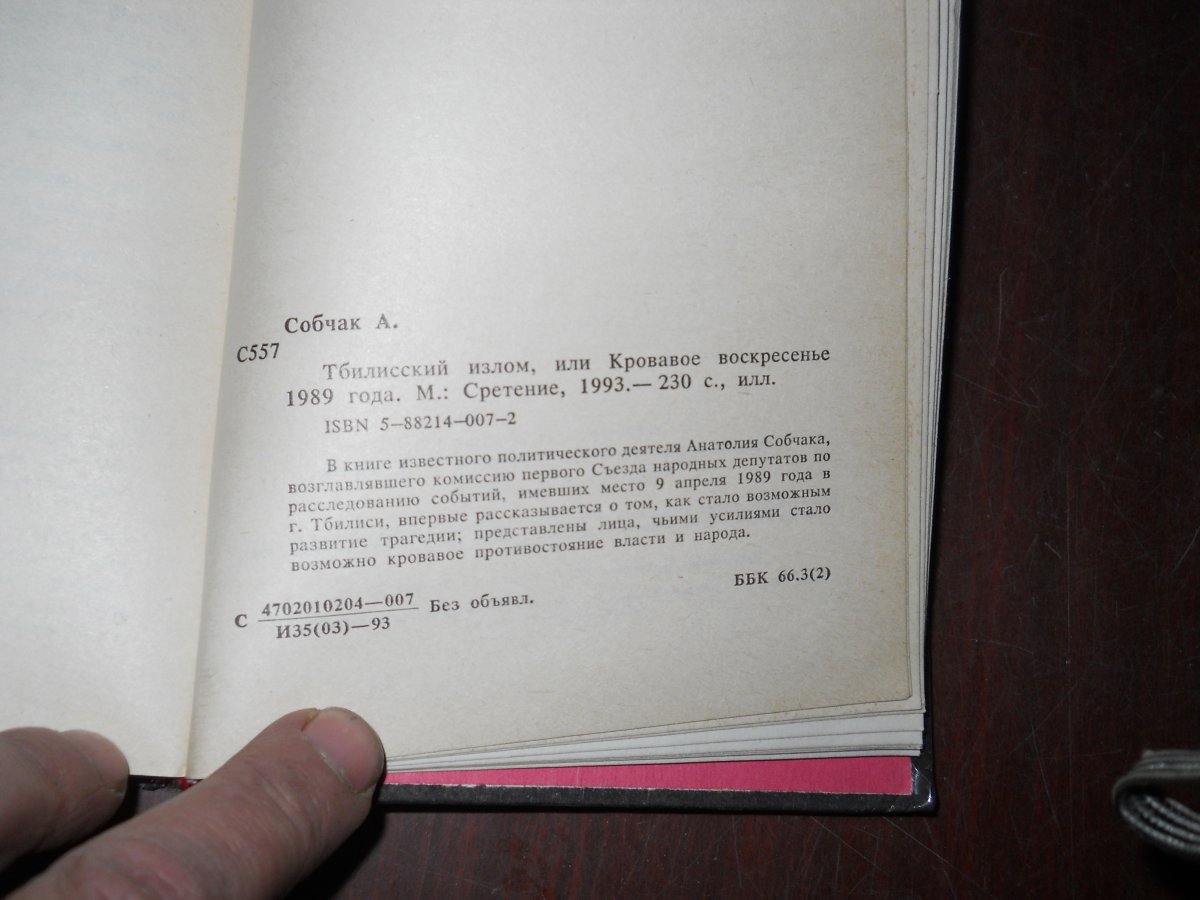 Собчак А.
С557
Тбилисский излом, или Кровавое воскресенье
1989 года. М.: Сретение, 1993.— 230 с., илл.
ISBN 5—88214—007—2
В книге известного политического деятеля Анатолия Собчака,
возглавлявшего комиссию первого Съезда народных депутатов по
расследованию событий, имевших место 9 апреля 1989 года в
г. Тбилиси, впервые рассказывается о том, как стало возможным
развитие трагедии; представлены лица, чьими усилиями стало
возможно кровавое противостояние власти и народа.
ББК 66.3(2)
С 4702010204—007 Без объявл.
И35(03)—93